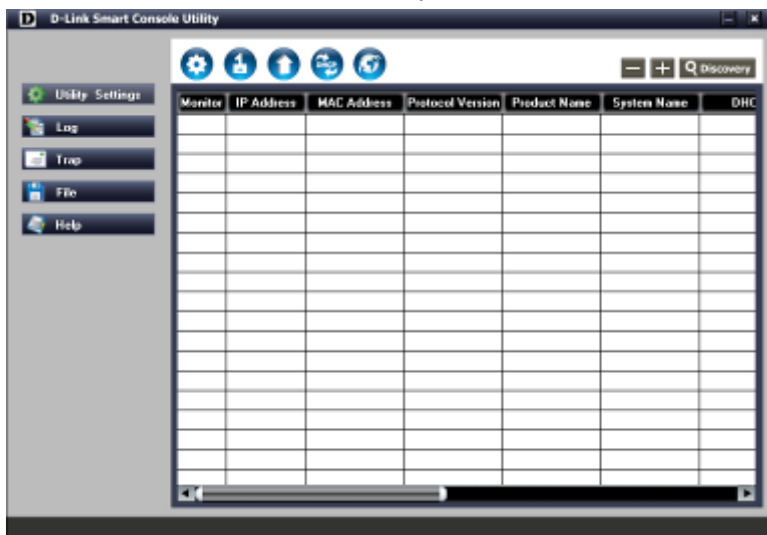 D-Link Smart Console Utility
Discovery
Utility Settings
Log
Trap
File
Help
Monitor IP Address MAC Address Protocol Version Product Name System Name DHC